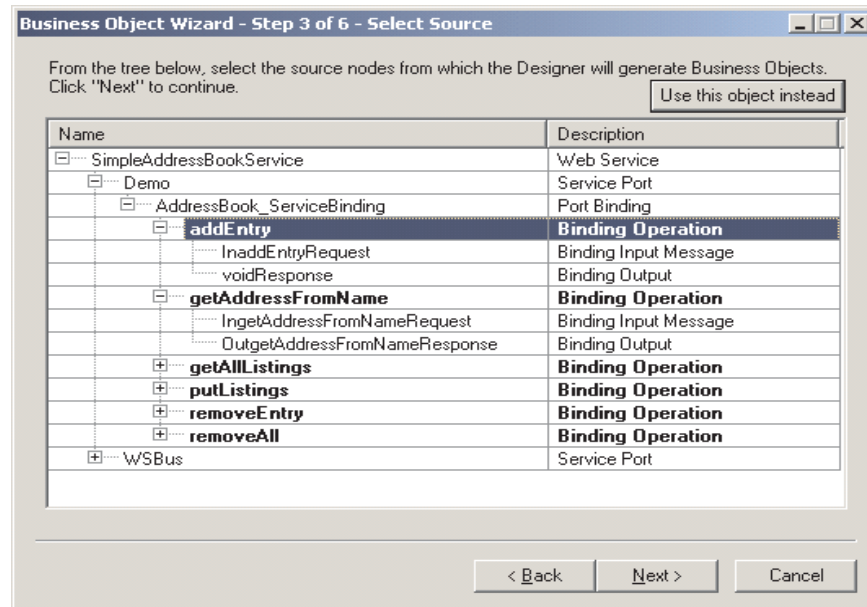 Business Object Wizard - Step 3 of 6 - Select Source
From the tree below, select the source nodes from which the Designer will generate Business Objects.
Click "Next" to continue.
Use this object instead
Name Description
SimpleAddressBookService Web Service
Demo Service Port
AddressBook_ServiceBinding Port Binding
addEntry Binding Operation
InaddEntryRequest Binding Input Message
voidResponse Binding Output
getAddressFromName Binding Operation
IngetAddressFromNameRequest Binding Input Message
OutgetAddressFromNameResponse Binding Output
getAllListings Binding Operation
putListings Binding Operation
removeEntry Binding Operation
removeAll Binding Operation
WSBus Service Port
< Back Next > Cancel